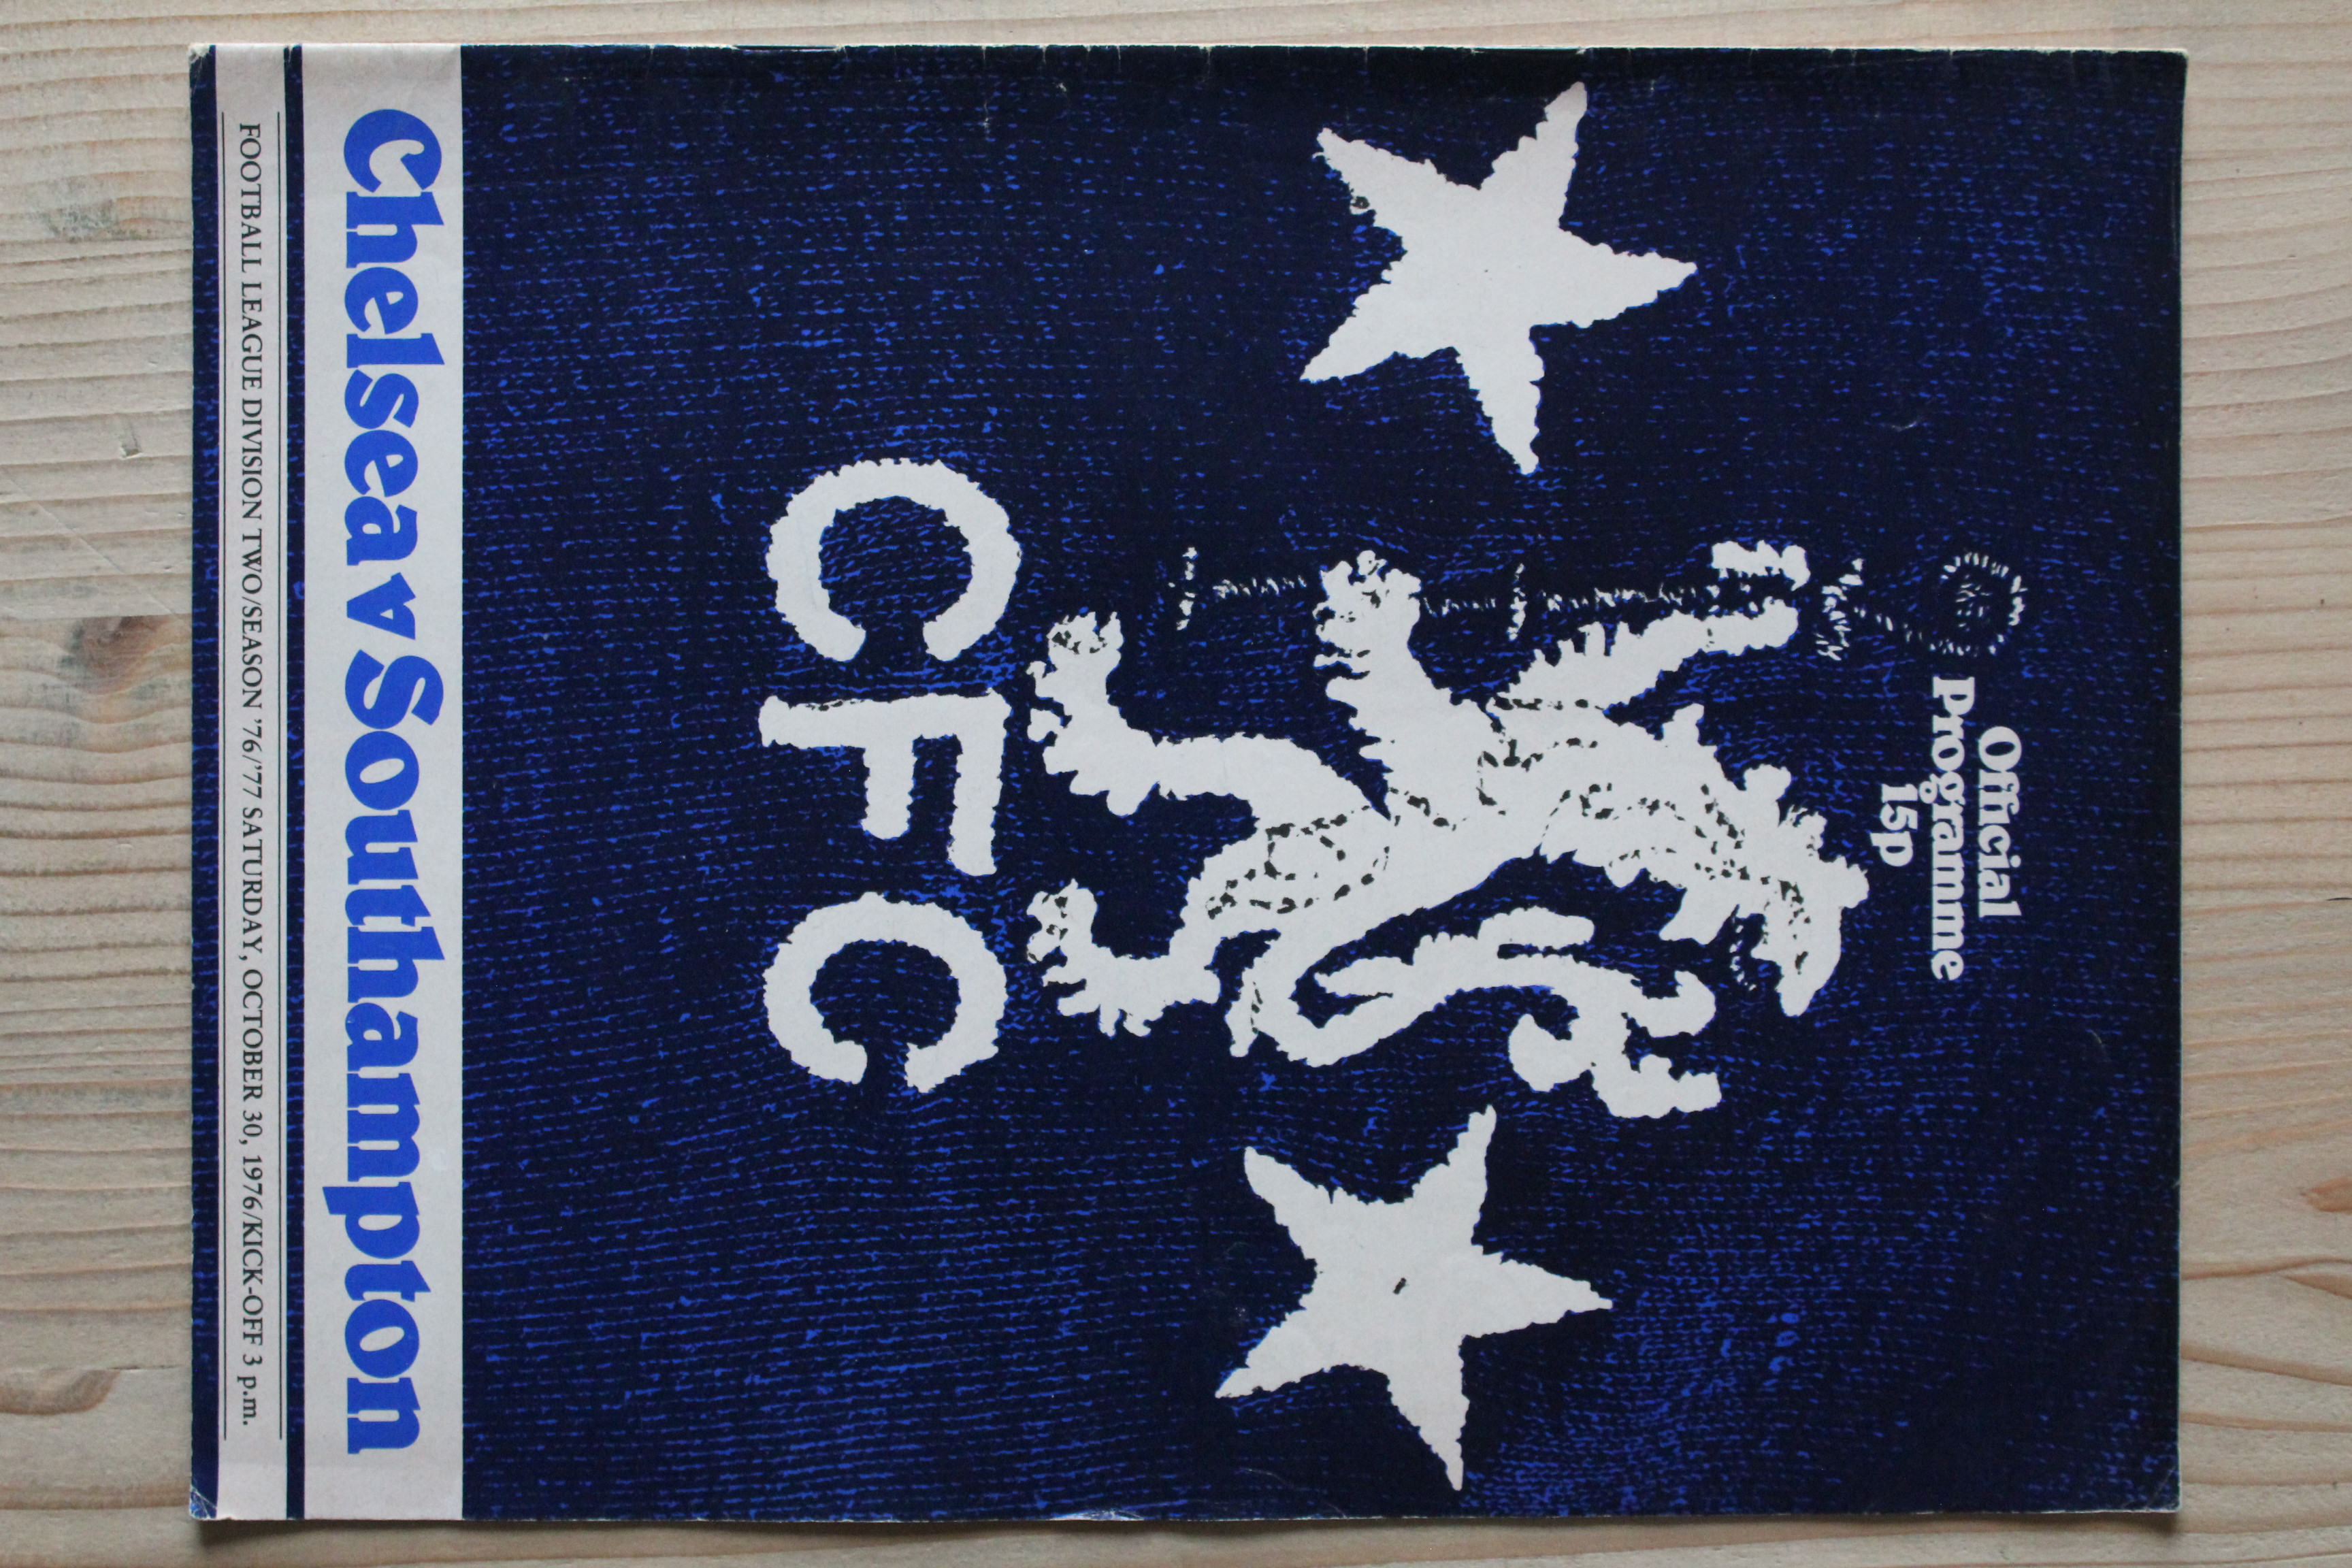 Official
Programme
15p
CFC
Chelsea v Southampton
FOOTBALL LEAGUE DIVISION TWO/SEASON '76/'77 SATURDAY, OCTOBER 30, 1976/KICK-OFF 3 p.m.